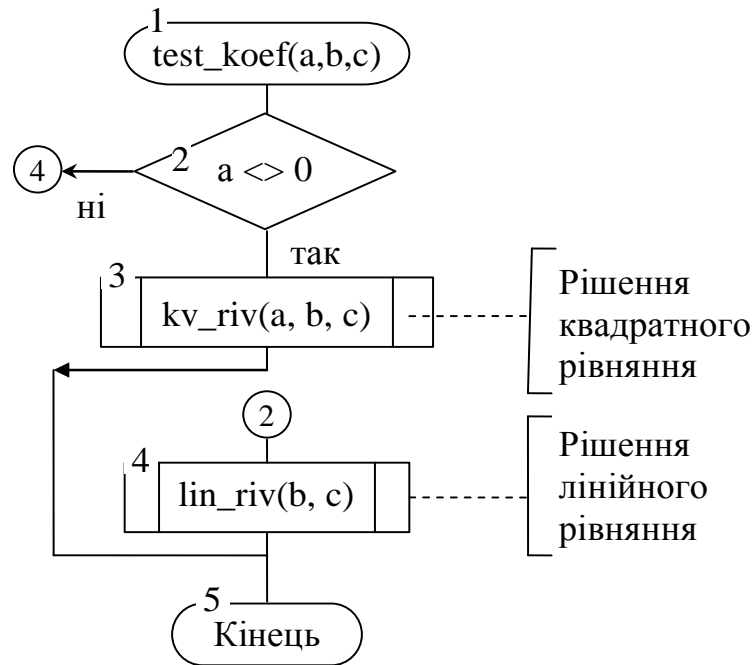 1
test_koef(a,b,c)
2
a <> 0
4
ні
так
3
kv_riv(a, b, c)
Рішення
квадратного
рівняння
2
4
lin_riv(b, c)
Рішення
лінійного
рівняння
5
Кінець